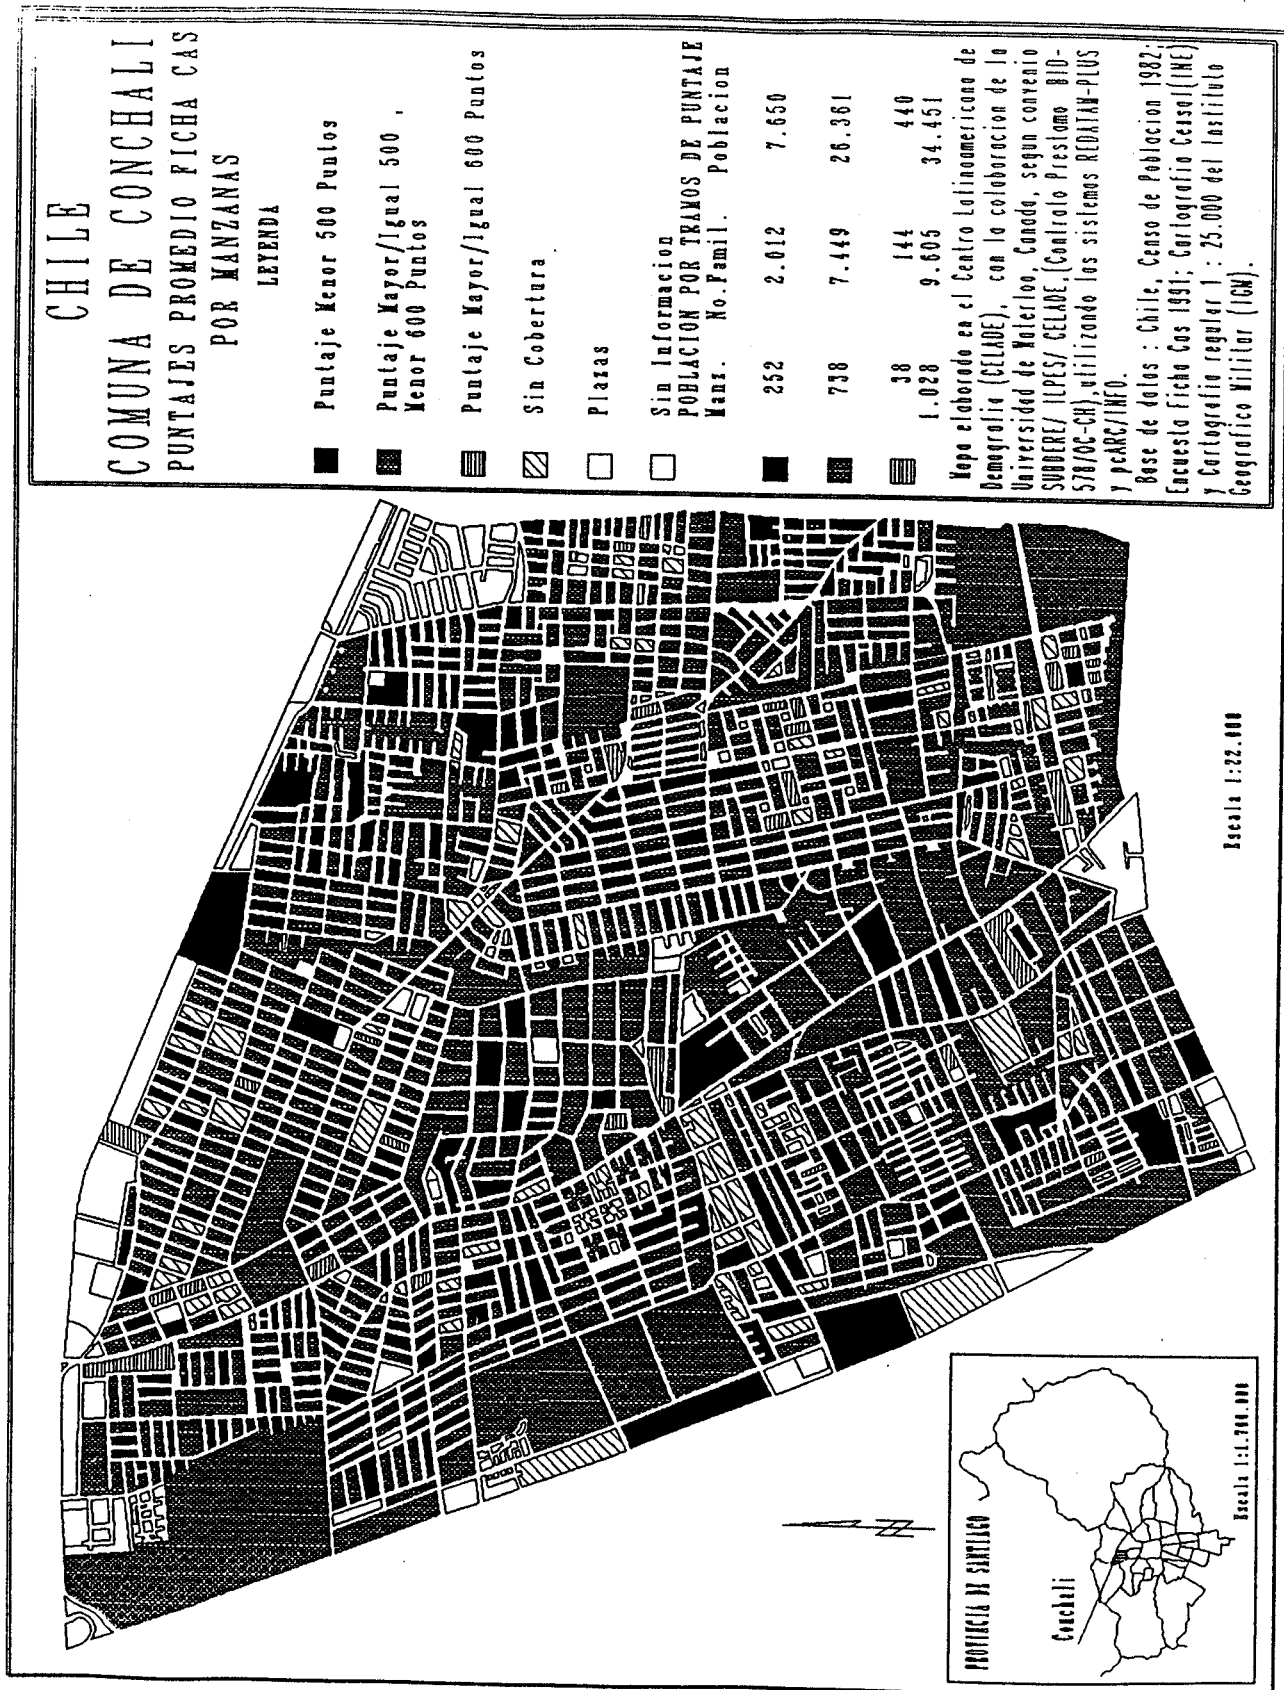 CHILE
COMUNA DE CONCHALI
PUNTAJES PROMEDIO FICHA CAS
POR MANZANAS
LEYENDA
Puntaje Menor 500 Puntos
Puntaje Mayor/Igual 500
Menor 600 Puntos
Puntaje Mayor/Igual 600 Puntos
Sin Cobertura
Plazas
Sin Informacion
POBLACION POR TRAMOS DE PUNTAJE
Manz. No.Famil. Poblacion
252 2.012 7.650
738 7.449 26.361
38 144 440
1.028 9.605 34.451
Mapa elaborado en el Centro Latinoamericano de
Demografia (CELADE), con la colaboracion de la
Universidad de Waterloo, Canada, segun convenio
SUBDERE/ ILPES/ CELADE,(Contrato Prestamo BID-
578/OC-CH),utilizando los sistemas REDATAM-PLUS
y pcARC/INFO.
Base de datos : Chile, Censo de Poblacion 1982;
Encuesta Ficha Cas 1991; Cartografia Censal(INE)
y Cartografia regular 1 : 25.000 del Instituto
Geografico Militar (IGM).
Escala 1:22.000
PROVINCIA DE SANTIAGO
Conchali
Escala 1:1.700.000